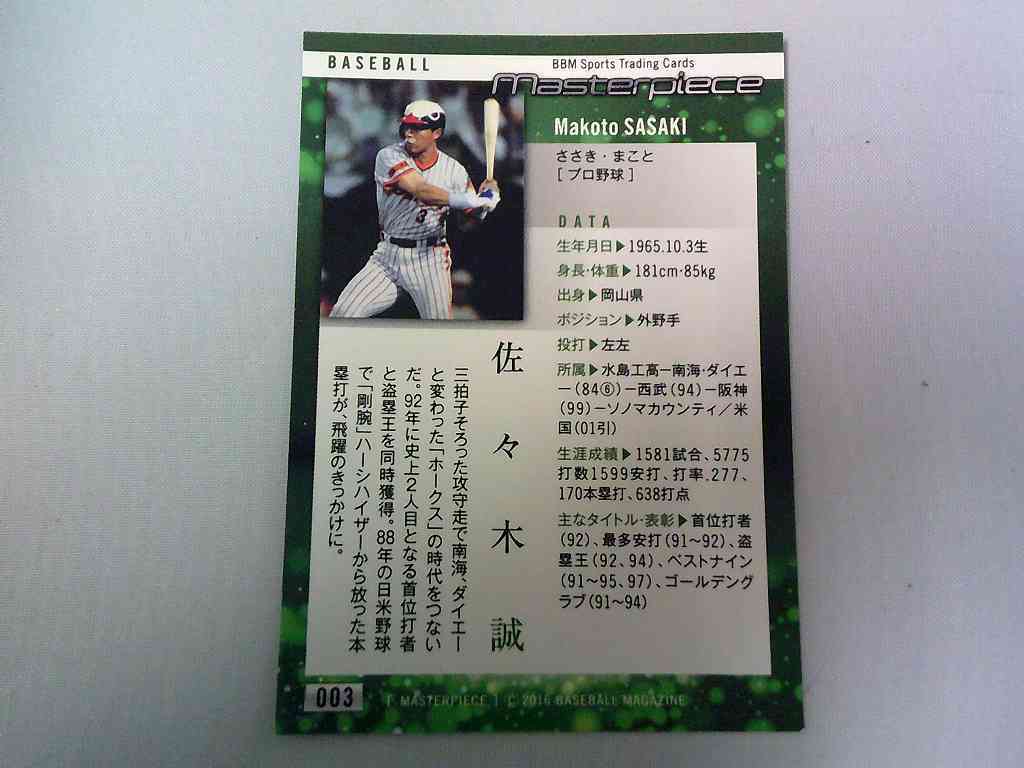 BASEBALL
BBM Sports Trading Cards
Masterpiece
Makoto SASAKI
ささき・まこと
[プロ野球]
DATA
生年月日▶1965.10.3生
身長・体重▶181cm・85kg
出身▶岡山県
ポジション▶外野手
投打▶左左
所属▶水島工高ー南海・ダイエ
ー(84⑥)ー西武(94)ー阪神
(99)ーソノマカウンティ/米
国(01引)
生涯成績▶1581試合、5775
打数1599安打、打率.277、
170本塁打、638打点
主なタイトル・表彰▶首位打者
(92)、最多安打(91〜92)、盗
塁王(92、94)、ベストナイン
(91〜95、97)、ゴールデング
ラブ(91〜94)
佐々木 誠
三拍子そろった攻守走で南海、ダイエー
と変わった「ホークス」の時代をつない
だ。92年に史上2人目となる首位打者
と盗塁王を同時獲得。88年の日米野球
で「剛腕」ハーシハイザーから放った本
塁打が、飛躍のきっかけに。
3
003
T MASTERPIECE | C 2016 BASEBALL MAGAZINE